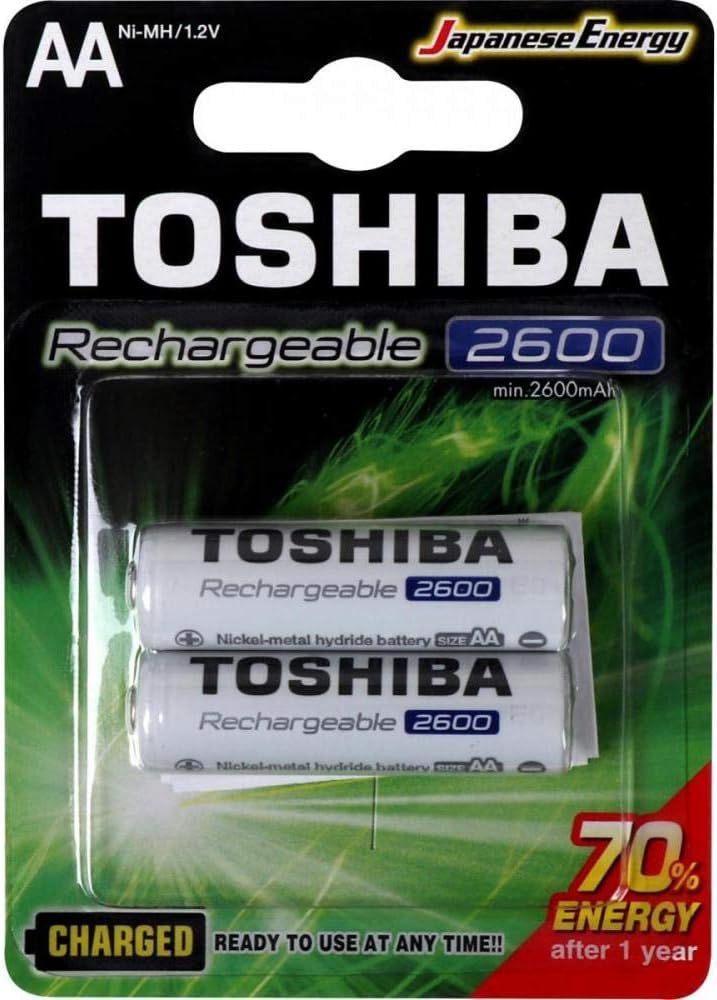 AA Ni-MH/1.2V
Japanese Energy
TOSHIBA
Rechargeable 2600
min.2600mAh
TOSHIBA
Rechargeable 2600
Nickel-metal hydride battery SIZE AA
TOSHIBA
Rechargeable 2600
Nickel-metal hydride battery SIZE AA
70%
ENERGY
after 1 year
CHARGED READY TO USE AT ANY TIME!!